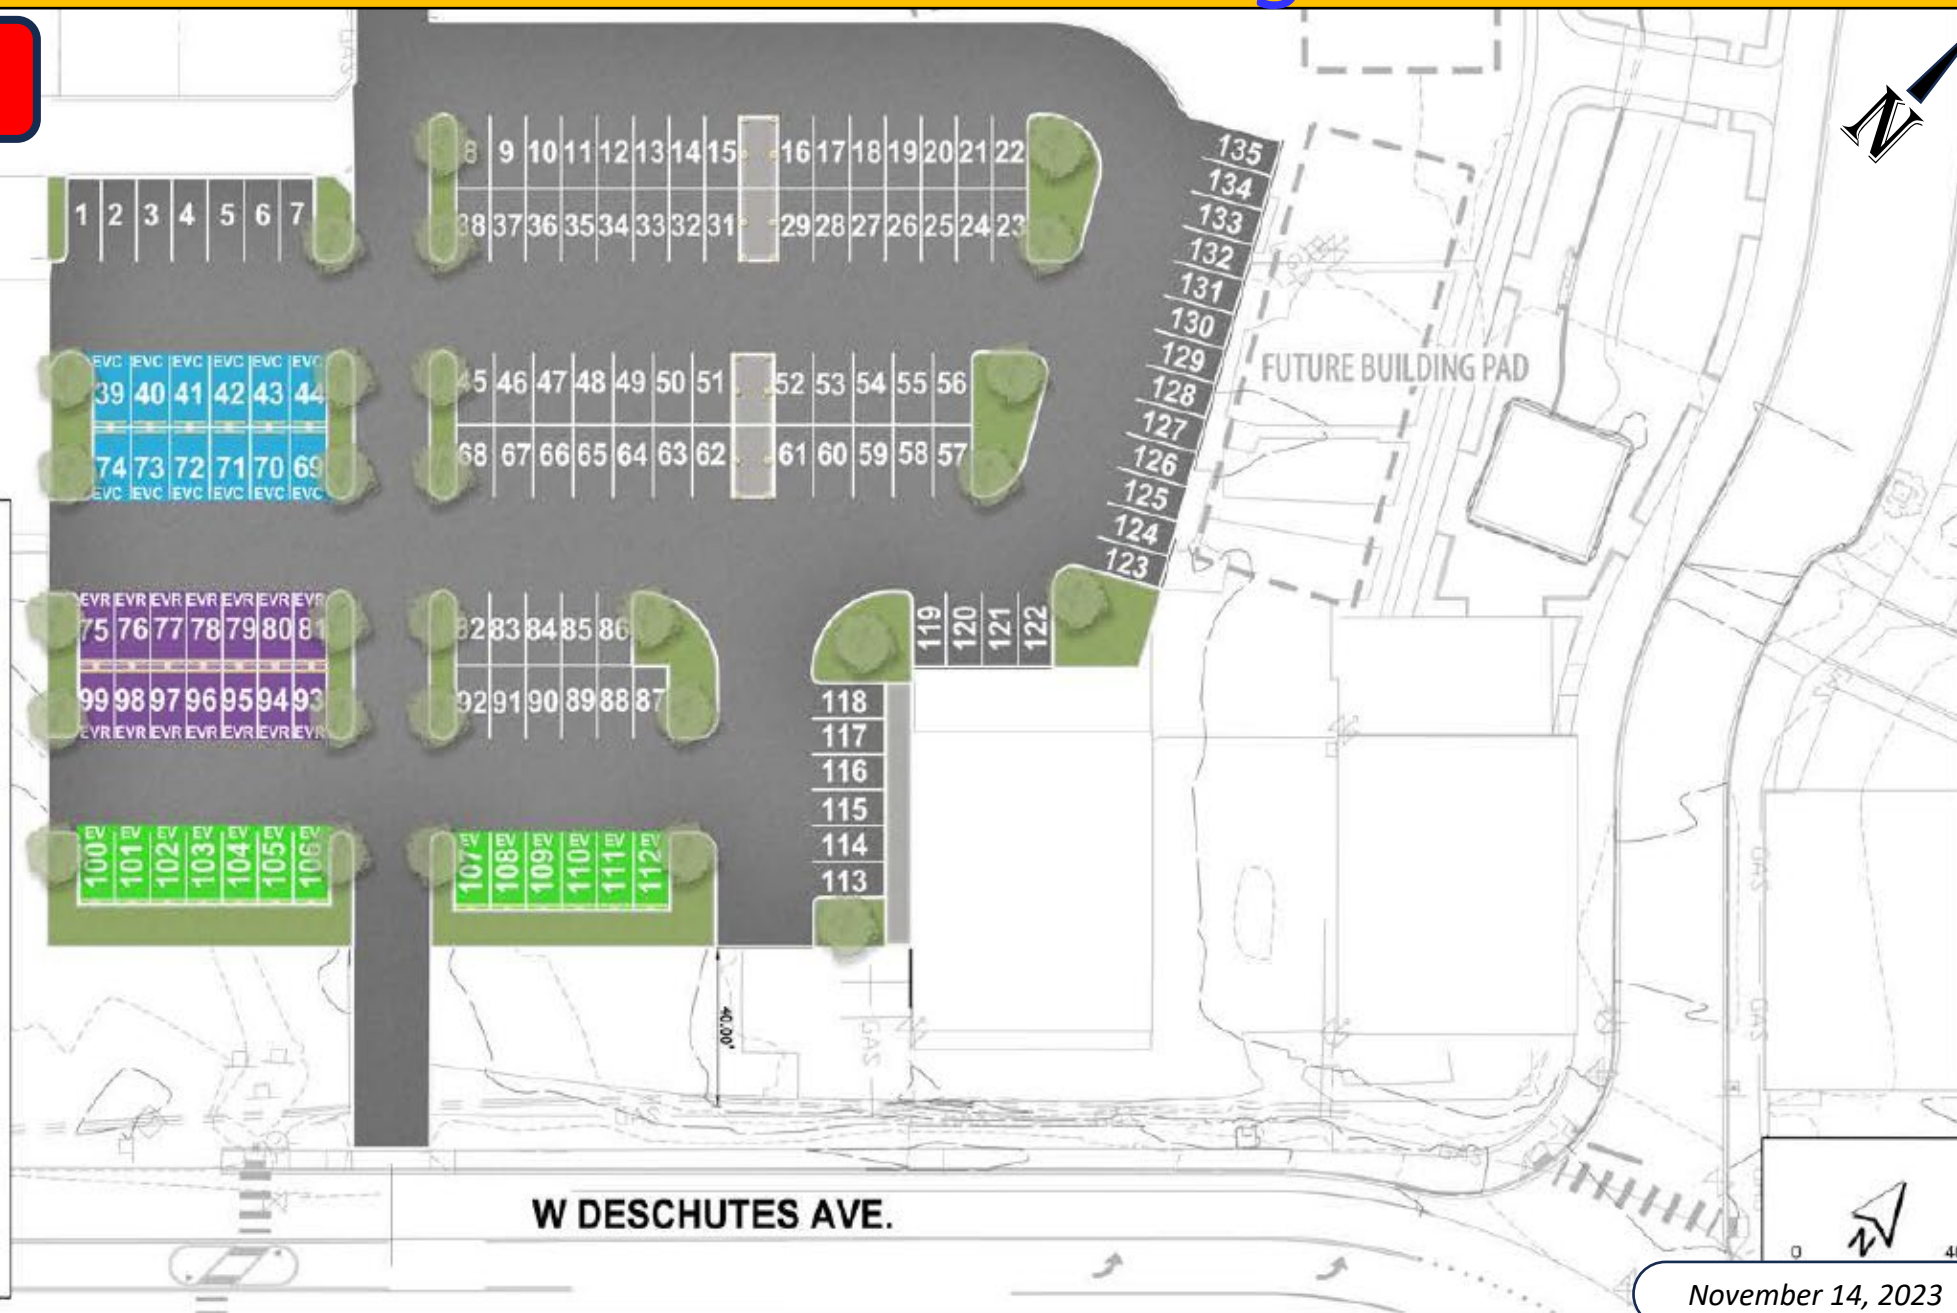 GAS
8 9 10 11 12 13 14 15 16 17 18 19 20 21 22
135
134
1 2 3 4 5 6 7
38 37 36 35 34 33 32 31 29 28 27 26 25 24 23
133
132
131
130
EVC EVC EVC EVC EVC EVC
39 40 41 42 43 44
45 46 47 48 49 50 51 52 53 54 55 56
129
FUTURE BUILDING PAD
128
127
74 73 72 71 70 69
EVC EVC EVC EVC EVC EVC
68 67 66 65 64 63 62 61 60 59 58 57
126
125
124
123
EVR EVR EVR EVR EVR EVR EVR
75 76 77 78 79 80 81
82 83 84 85 86
119 120 121 122
99 98 97 96 95 94 93
EVR EVR EVR EVR EVR EVR EVR
92 91 90 89 88 87
118
117
116
115
114
113
EV EV EV EV EV EV EV
100 101 102 103 104 105 106
EV EV EV EV EV EV
107 108 109 110 111 112
GAS
40.00'
GAS
GAS
W DESCHUTES AVE.
N
N
0
November 14, 2023